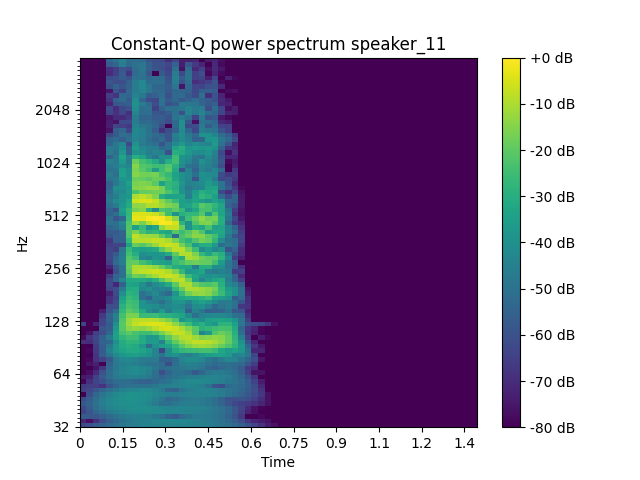 Constant-Q power spectrum speaker_11
Hz
2048
1024
512
256
128
64
32
0 0.15 0.3 0.45 0.6 0.75 0.9 1.1 1.2 1.4
Time
+0 dB
-10 dB
-20 dB
-30 dB
-40 dB
-50 dB
-60 dB
-70 dB
-80 dB